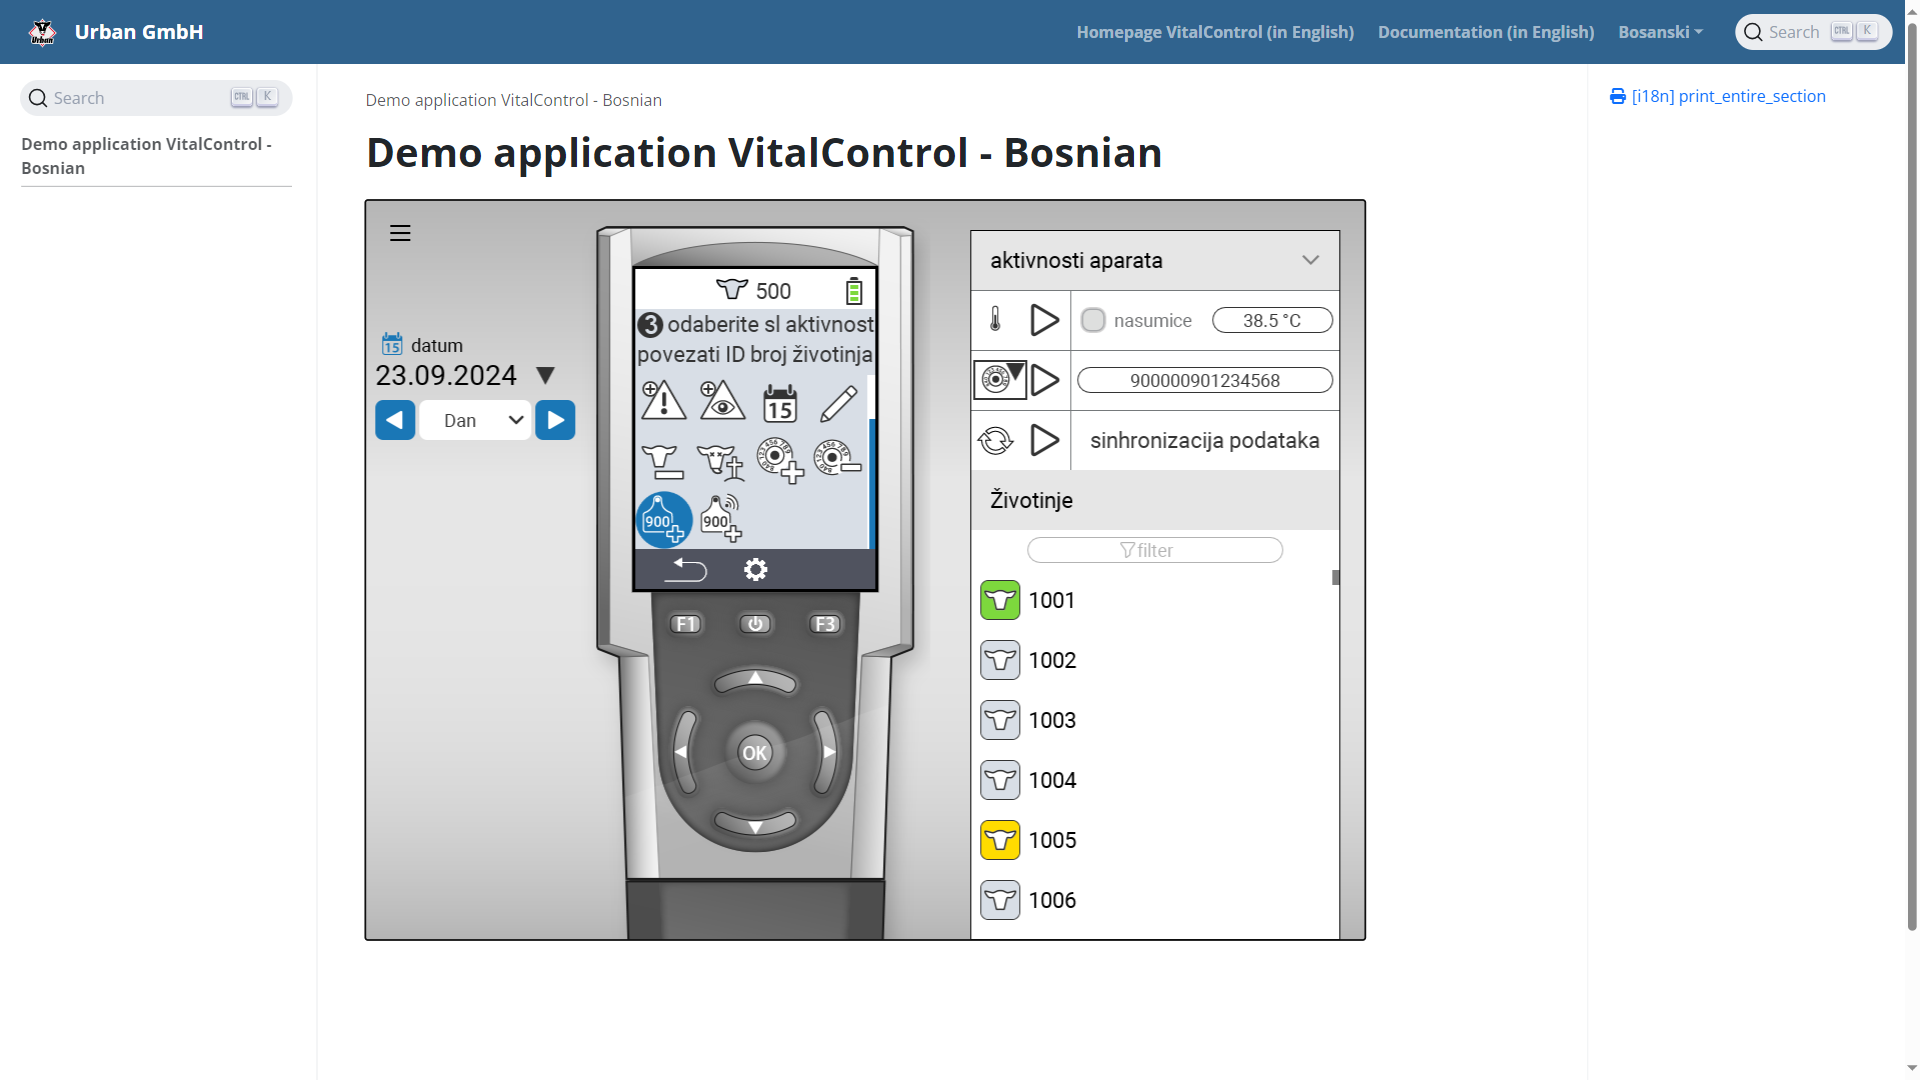 Urban GmbH
Homepage VitalControl (in English)
Documentation (in English)
Bosanski
Search CTRL K
Search CTRL K
Demo application VitalControl -
Bosnian
Demo application VitalControl - Bosnian
Demo application VitalControl - Bosnian
[i18n] print_entire_section
15 datum
23.09.2024
Dan
500
3 odaberite sl aktivnost
povezati ID broj životinja
15
900
900
F1
F3
OK
aktivnosti aparata
nasumice
38.5 °C
900000901234568
sinhronizacija podataka
Životinje
filter
1001
1002
1003
1004
1005
1006